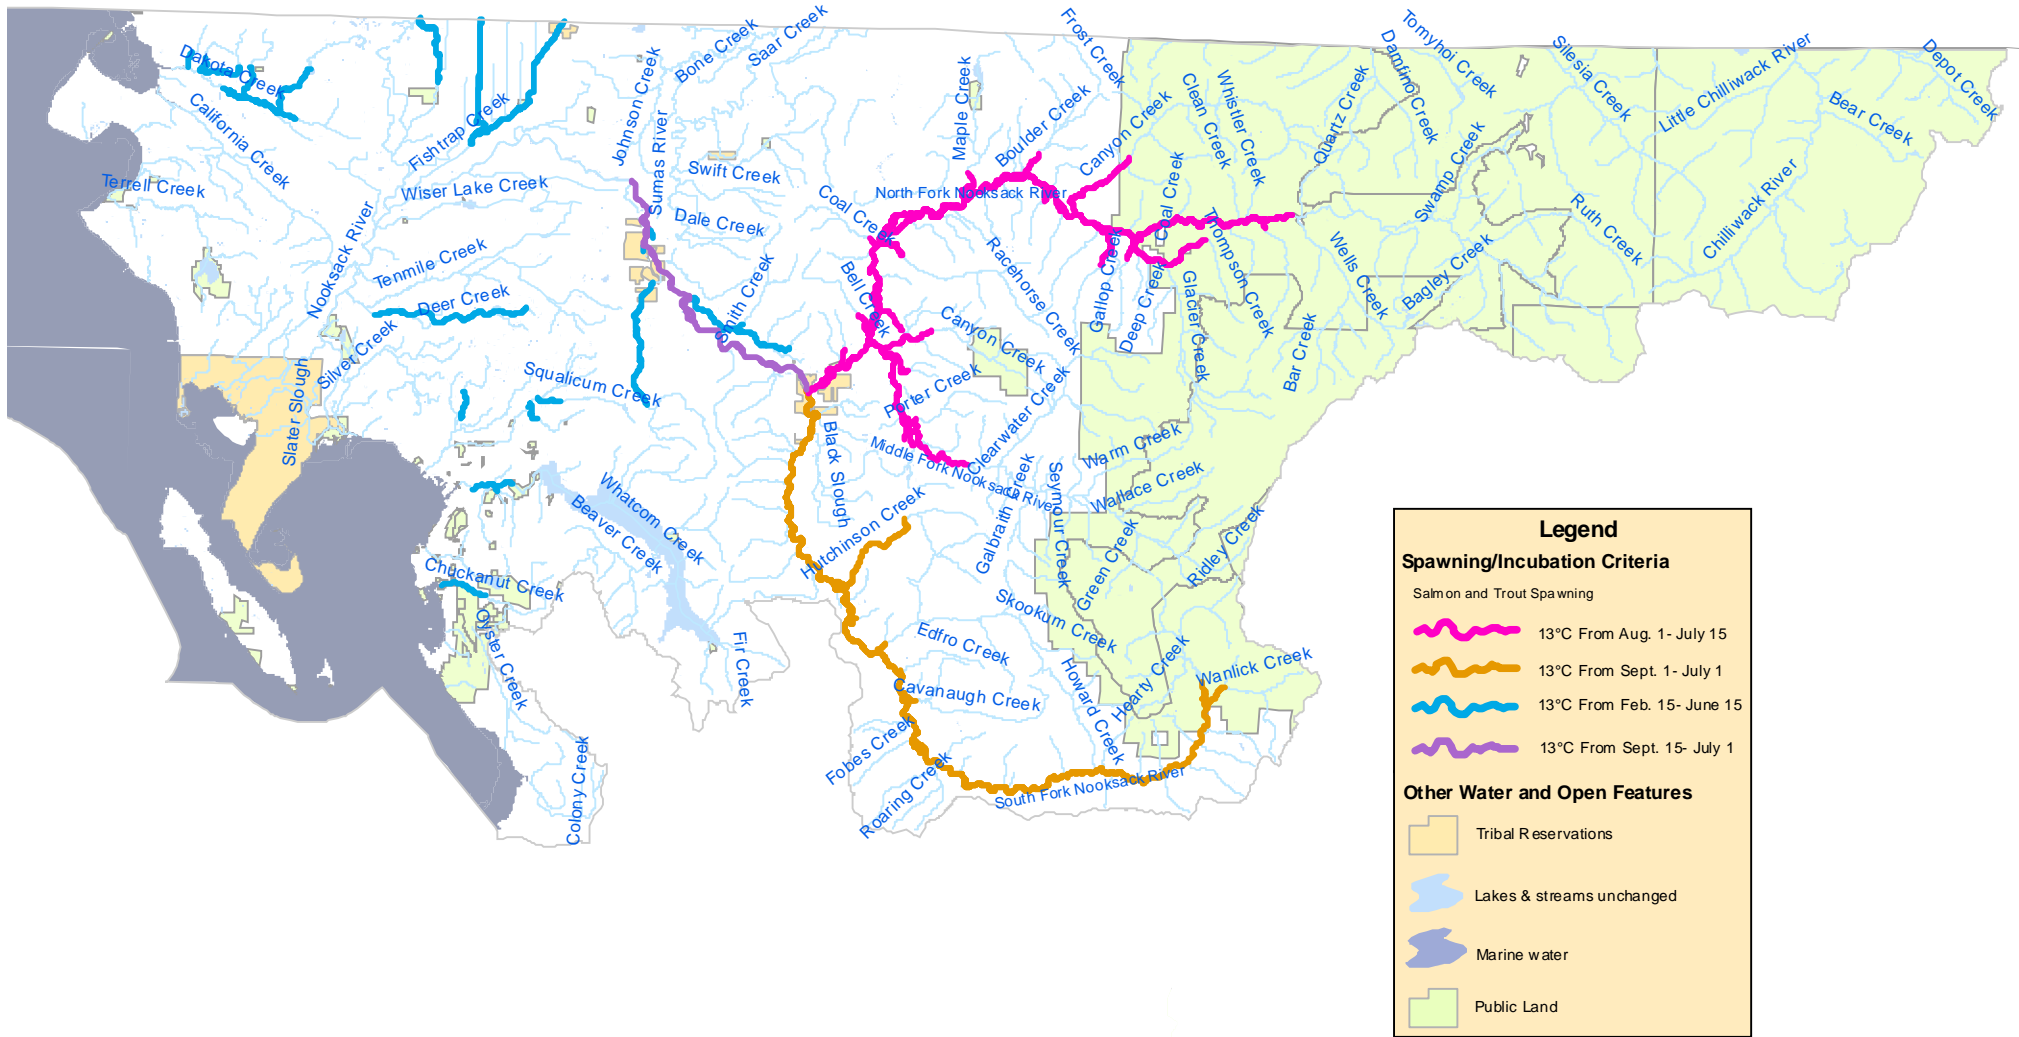 Dakota Creek
California Creek
Terrell Creek
Fishtrap Creek
Wiser Lake Creek
Nooksack River
Tenmile Creek
Deer Creek
Silver Creek
Slater Slough
Squalicum Creek
Johnson Creek
Sumas River
Bone Creek
Saar Creek
Swift Creek
Dale Creek
Smith Creek
Coal Creek
Bell Creek
Maple Creek
Frost Creek
Boulder Creek
Canyon Creek
North Fork Nooksack River
Racehorse Creek
Canyon Creek
Porter Creek
Clearwater Creek
Middle Fork Nooksack River
Black Slough
Hutchinson Creek
Galbraith Creek
Seymour Creek
Clean Creek
Whistler Creek
Coal Creek
Gallop Creek
Deep Creek
Glacier Creek
Thompson Creek
Quartz Creek
Damfino Creek
Tomyhoi Creek
Swamp Creek
Wells Creek
Bagley Creek
Bar Creek
Silesia Creek
Ruth Creek
Little Chilliwack River
Chilliwack River
Bear Creek
Depot Creek
Warm Creek
Wallace Creek
Green Creek
Ridley Creek
Whatcom Creek
Beaver Creek
Chuckanut Creek
Oyster Creek
Colony Creek
Fir Creek
Skookum Creek
Edfro Creek
Cavanaugh Creek
Howard Creek
Hearty Creek
Wanlick Creek
Fobes Creek
Roaring Creek
South Fork Nooksack River
Legend
Spawning/Incubation Criteria
Salmon and Trout Spawning
13°C From Aug. 1- July 15
13°C From Sept. 1- July 1
13°C From Feb. 15- June 15
13°C From Sept. 15- July 1
Other Water and Open Features
Tribal Reservations
Lakes & streams unchanged
Marine water
Public Land